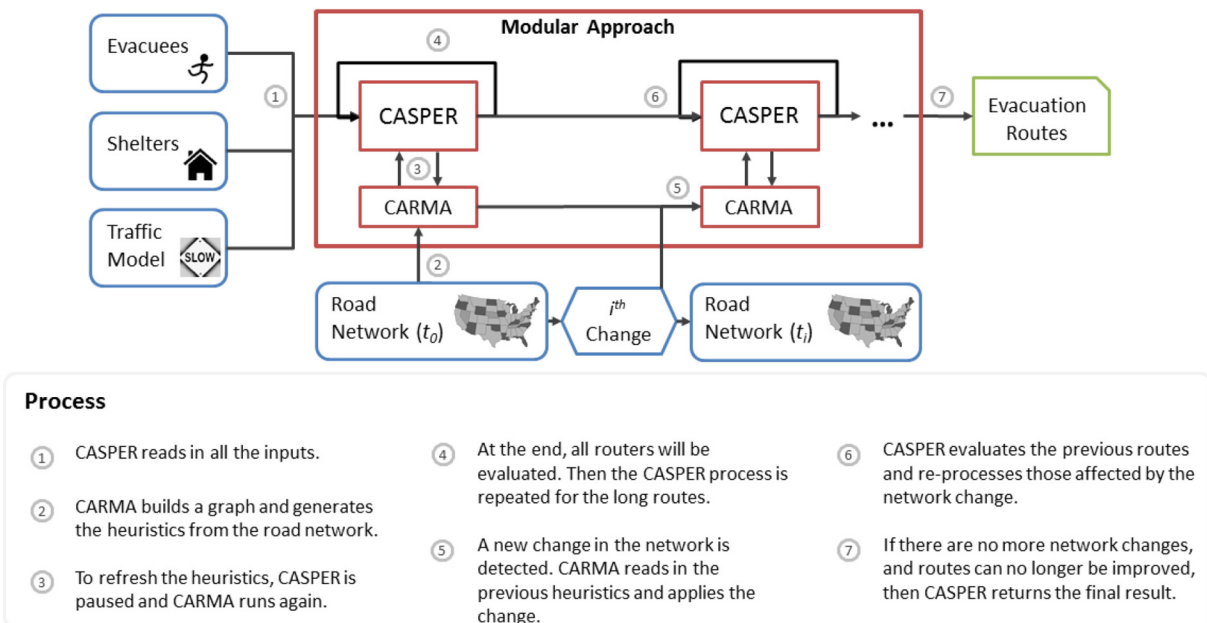 Modular Approach
Evacuees
Shelters
Traffic
Model
SLOW
1
4
CASPER
3
CARMA
2
6
CASPER
5
CARMA
...
7
Evacuation
Routes
Road
Network (t0)
ith
Change
Road
Network (ti)
Process
1 CASPER reads in all the inputs.
2 CARMA builds a graph and generates
the heuristics from the road network.
3 To refresh the heuristics, CASPER is
paused and CARMA runs again.
4 At the end, all routers will be
evaluated. Then the CASPER process is
repeated for the long routes.
5 A new change in the network is
detected. CARMA reads in the
previous heuristics and applies the
change.
6 CASPER evaluates the previous routes
and re-processes those affected by the
network change.
7 If there are no more network changes,
and routes can no longer be improved,
then CASPER returns the final result.